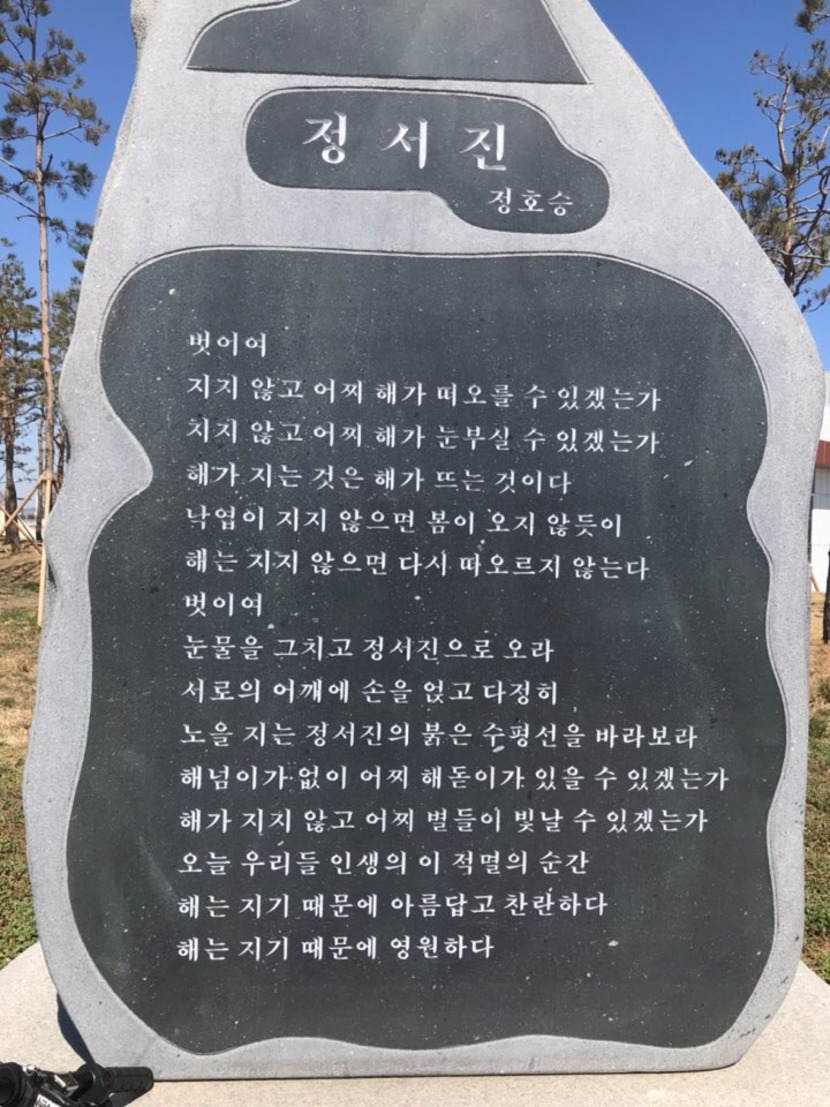 정서진
정호승
벗이여
지지 않고 어찌 해가 떠오를 수 있겠는가
지지 않고 어찌 해가 눈부실 수 있겠는가
해가 지는 것은 해가 뜨는 것이다
낙엽이 지지 않으면 봄이 오지 않듯이
해는 지지 않으면 다시 떠오르지 않는다
벗이여
눈물을 그치고 정서진으로 오라
서로의 어깨에 손을 얹고 다정히
노을 지는 정서진의 붉은 수평선을 바라보라
해넘이가 없이 어찌 해돋이가 있을 수 있겠는가
해가 지지 않고 어찌 별들이 빛날 수 있겠는가
오늘 우리들 인생의 이 적멸의 순간
해는 지기 때문에 아름답고 찬란하다
해는 지기 때문에 영원하다